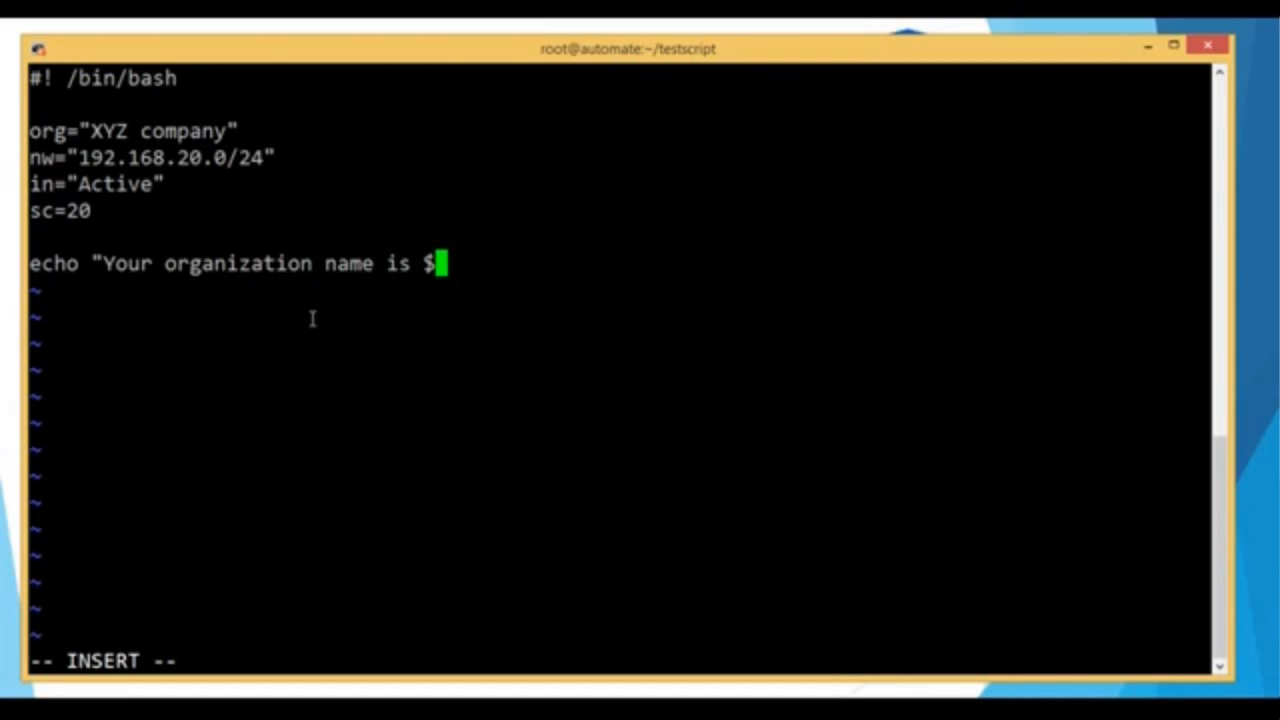 root@automate:~/testscript
#! /bin/bash
org="XYZ company"
nw="192.168.20.0/24"
in="Active"
sc=20
echo "Your organization name is $
~
~
~
~
~
~
~
~
~
~
~
~
~
~
-- INSERT --